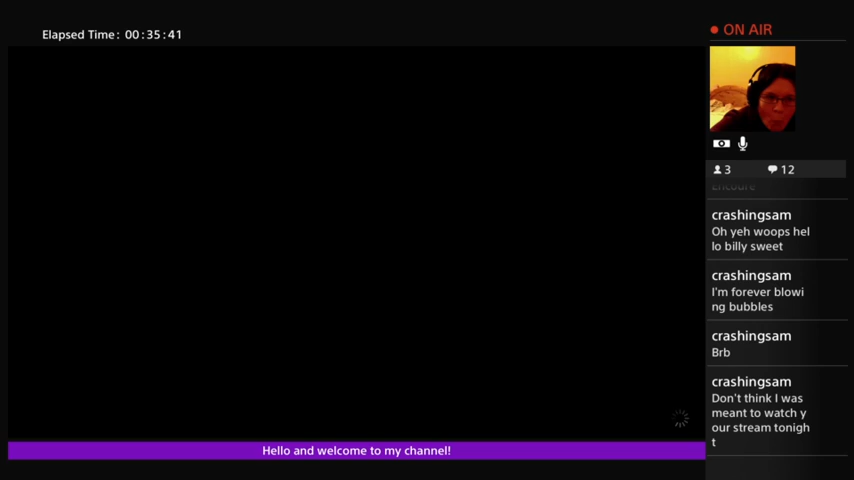 Elapsed Time: 00:35:41
ON AIR
3 12
crashingsam
Oh yeh woops hel
lo billy sweet
crashingsam
I'm forever blowi
ng bubbles
crashingsam
Brb
crashingsam
Don't think I was
meant to watch y
our stream tonigh
t
Hello and welcome to my channel!